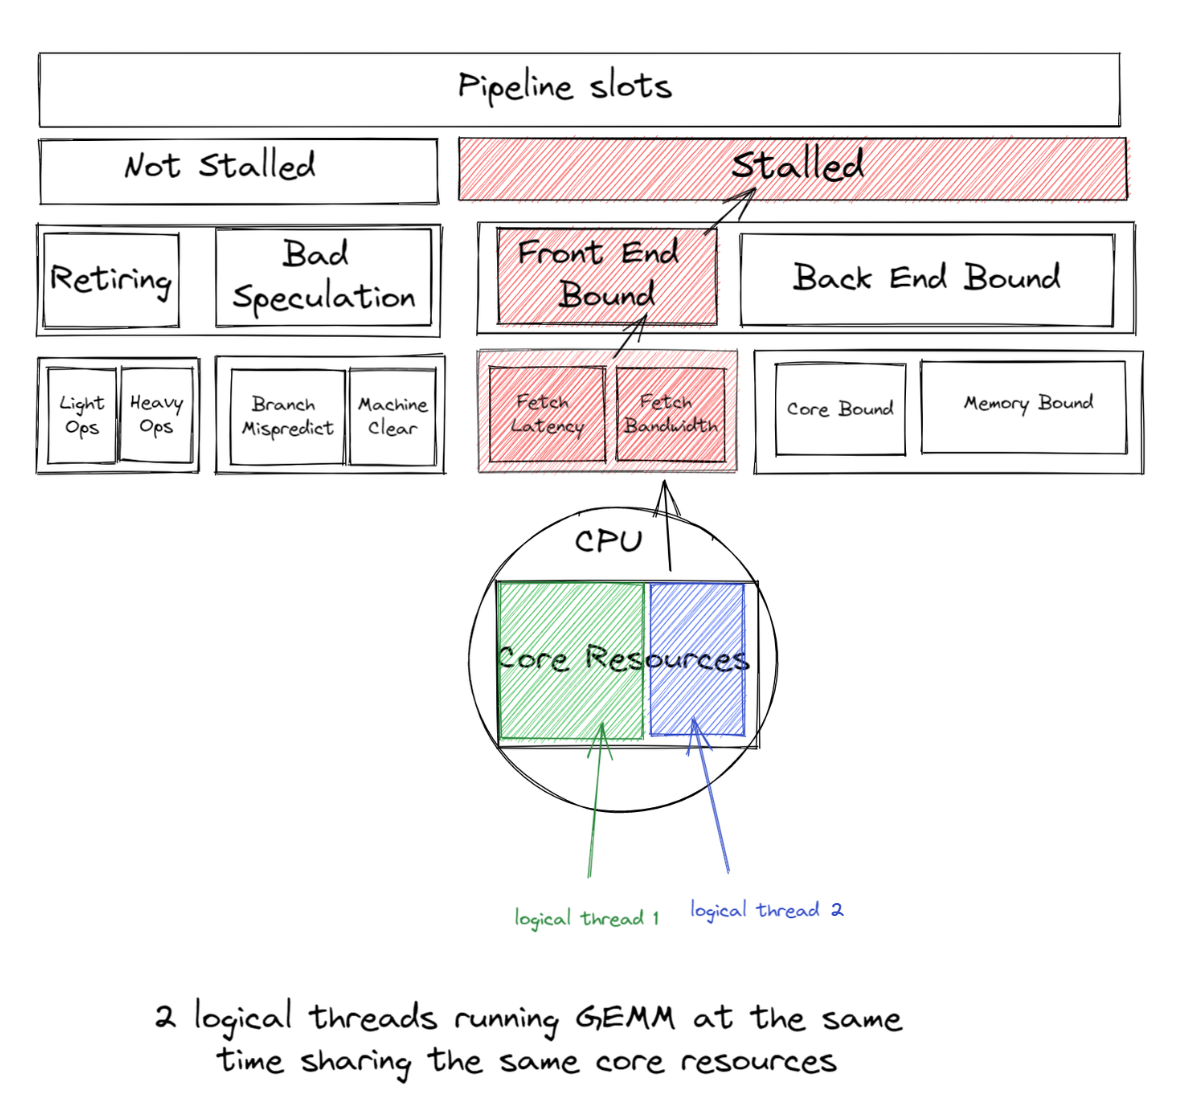 Pipeline slots
Not Stalled
Stalled
Retiring
Bad
Speculation
Front End
Bound
Back End Bound
Light
Ops
Heavy
Ops
Branch
Mispredict
Machine
Clear
Fetch
Latency
Fetch
Bandwidth
Core Bound
Memory Bound
CPU
Core Resources
logical thread 1
logical thread 2
2 logical threads running GEMM at the same
time sharing the same core resources